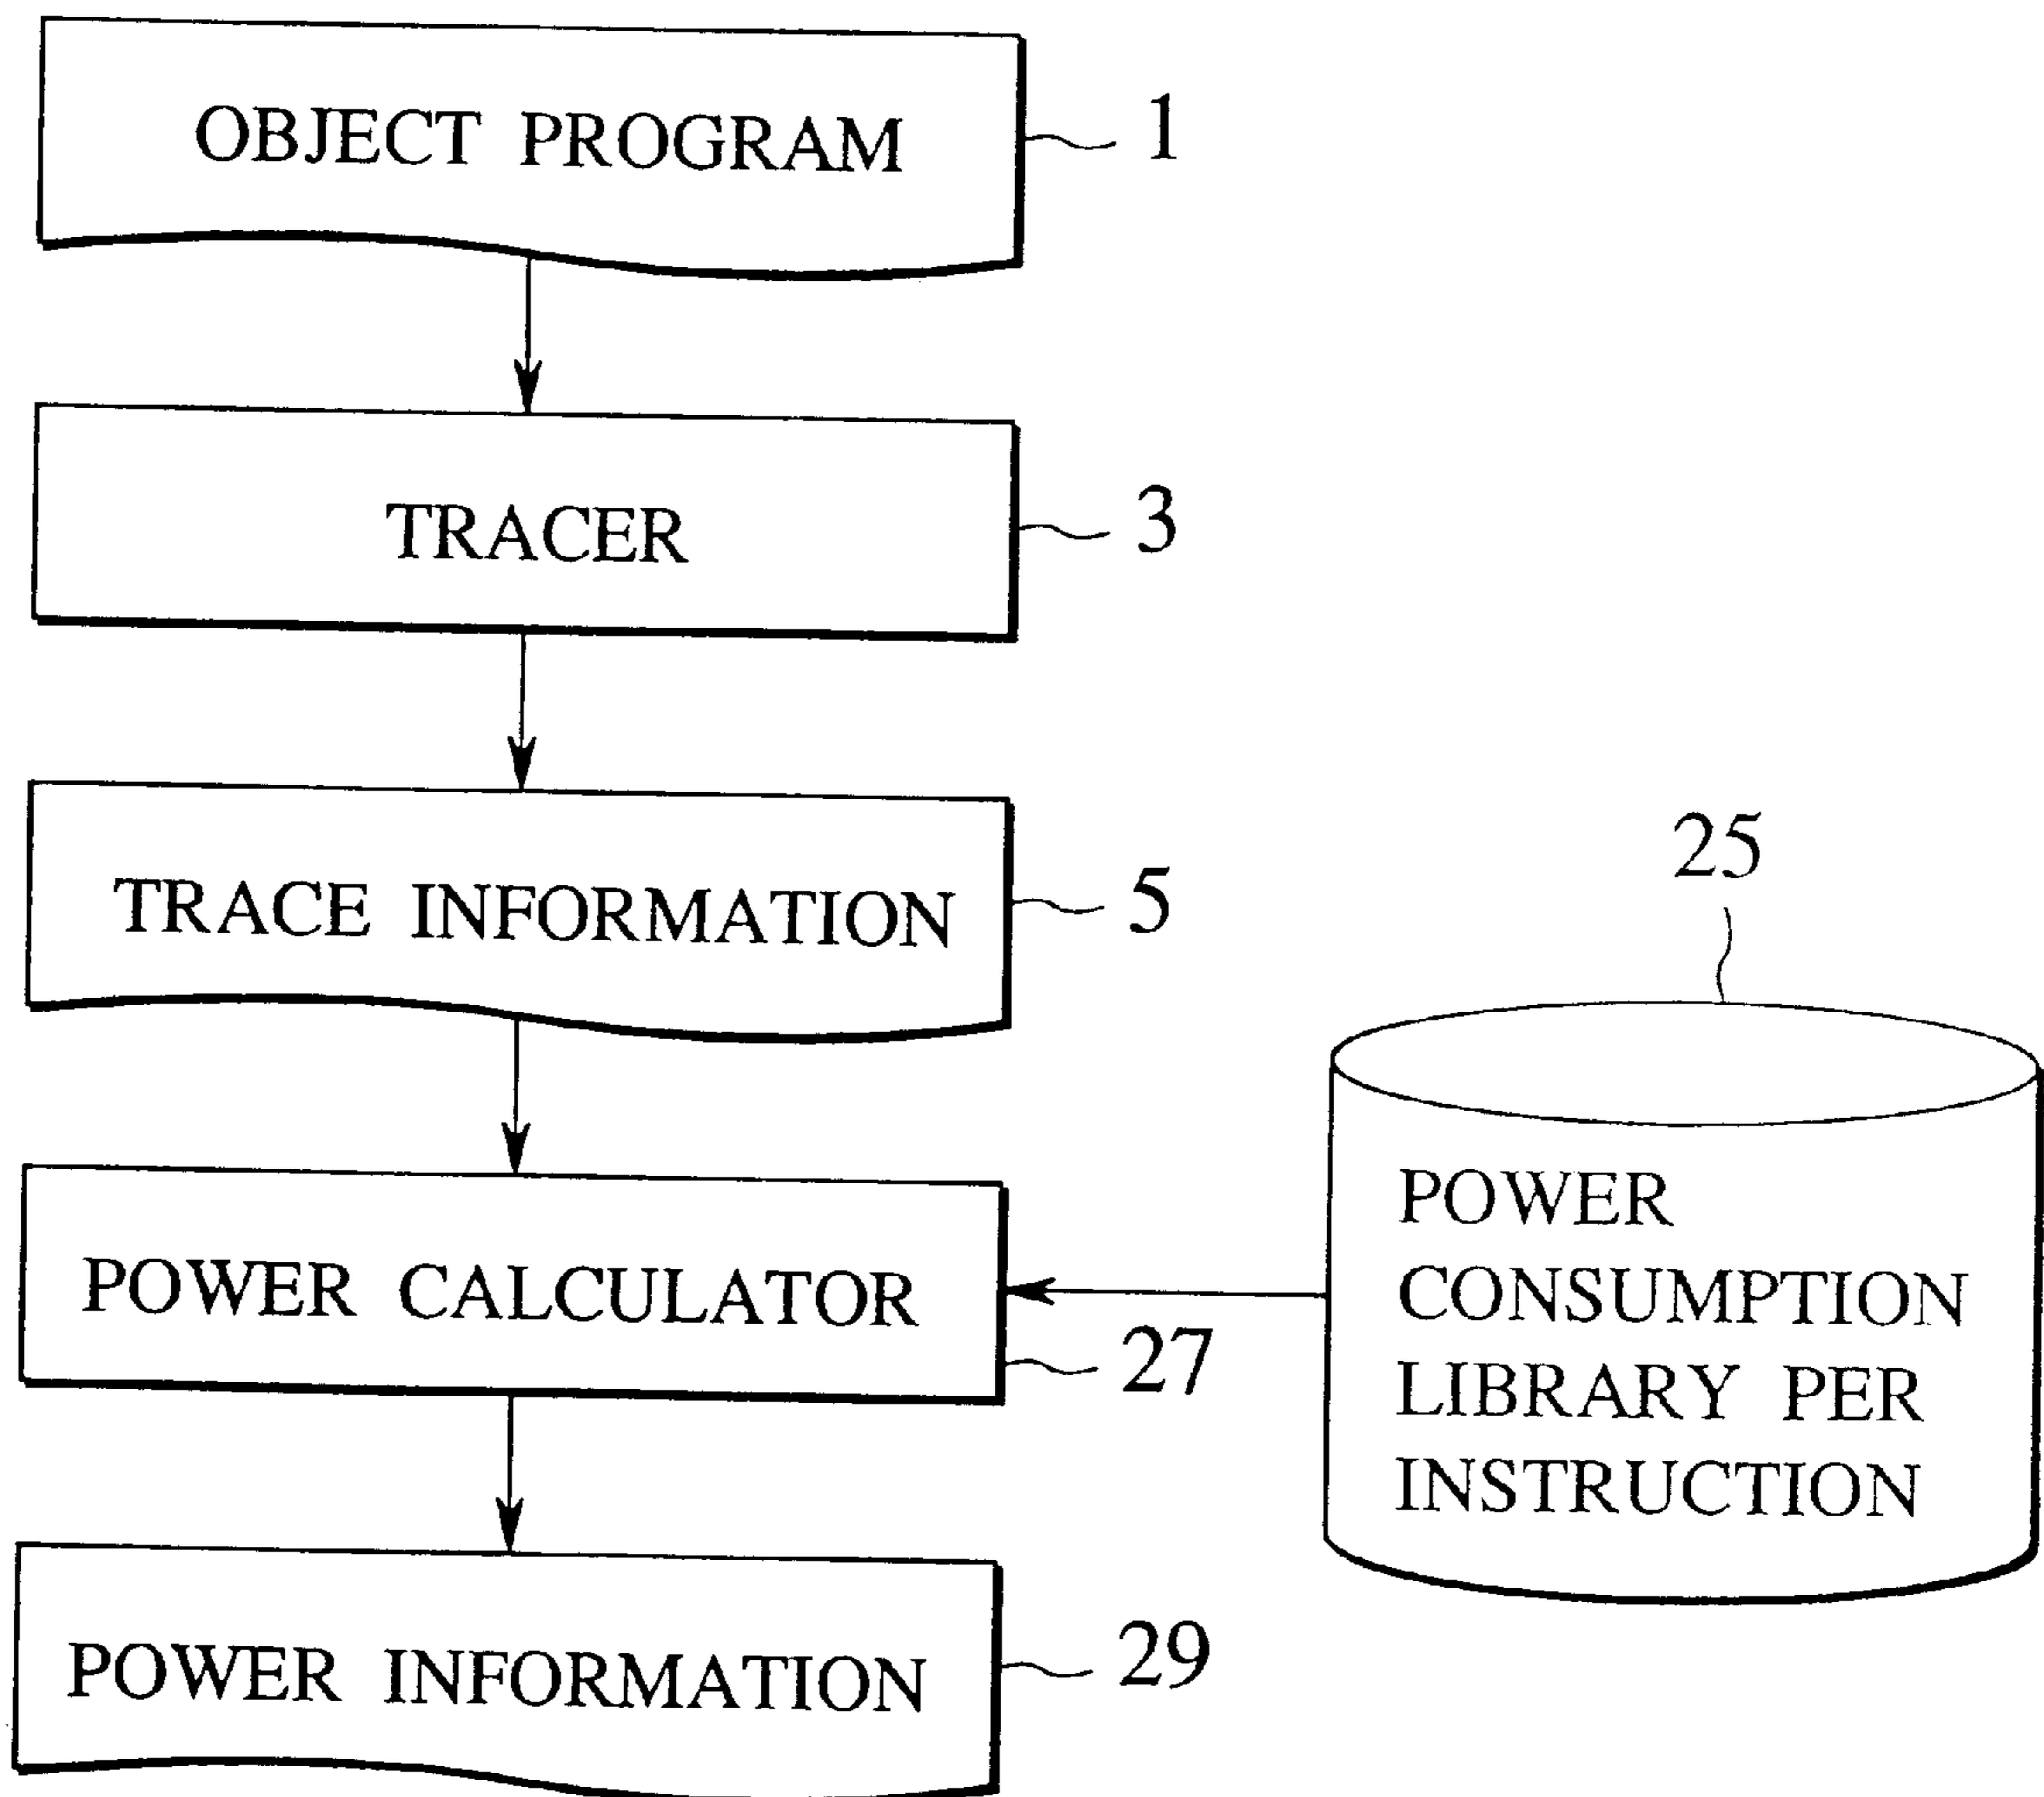 OBJECT PROGRAM
1
TRACER
3
TRACE INFORMATION
5
25
POWER CALCULATOR
27
POWER
CONSUMPTION
LIBRARY PER
INSTRUCTION
POWER INFORMATION
29